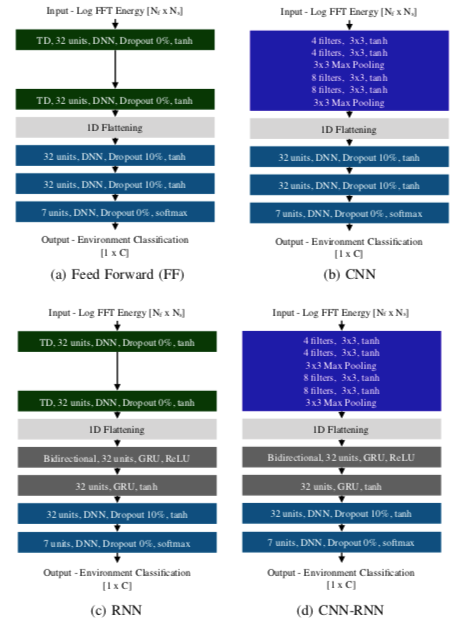 Input - Log FFT Energy [Nf x Ns]
TD, 32 units, DNN, Dropout 0%, tanh
TD, 32 units, DNN, Dropout 0%, tanh
1D Flattening
32 units, DNN, Dropout 10%, tanh
32 units, DNN, Dropout 10%, tanh
7 units, DNN, Dropout 0%, softmax
Output - Environment Classification
[1 x C]
(a) Feed Forward (FF)
Input - Log FFT Energy [Nf x Ns]
4 filters, 3x3, tanh
4 filters, 3x3, tanh
3x3 Max Pooling
8 filters, 3x3, tanh
8 filters, 3x3, tanh
3x3 Max Pooling
1D Flattening
32 units, DNN, Dropout 10%, tanh
32 units, DNN, Dropout 10%, tanh
7 units, DNN, Dropout 0%, softmax
Output - Environment Classification
[1 x C]
(b) CNN
Input - Log FFT Energy [Nf x Ns]
TD, 32 units, DNN, Dropout 0%, tanh
TD, 32 units, DNN, Dropout 0%, tanh
1D Flattening
Bidirectional, 32 units, GRU, ReLU
32 units, GRU, tanh
32 units, DNN, Dropout 10%, tanh
7 units, DNN, Dropout 0%, softmax
Output - Environment Classification
[1 x C]
(c) RNN
Input - Log FFT Energy [Nf x Ns]
4 filters, 3x3, tanh
4 filters, 3x3, tanh
3x3 Max Pooling
8 filters, 3x3, tanh
8 filters, 3x3, tanh
3x3 Max Pooling
1D Flattening
Bidirectional, 32 units, GRU, ReLU
32 units, GRU, tanh
32 units, DNN, Dropout 10%, tanh
7 units, DNN, Dropout 0%, softmax
Output - Environment Classification
[1 x C]
(d) CNN-RNN